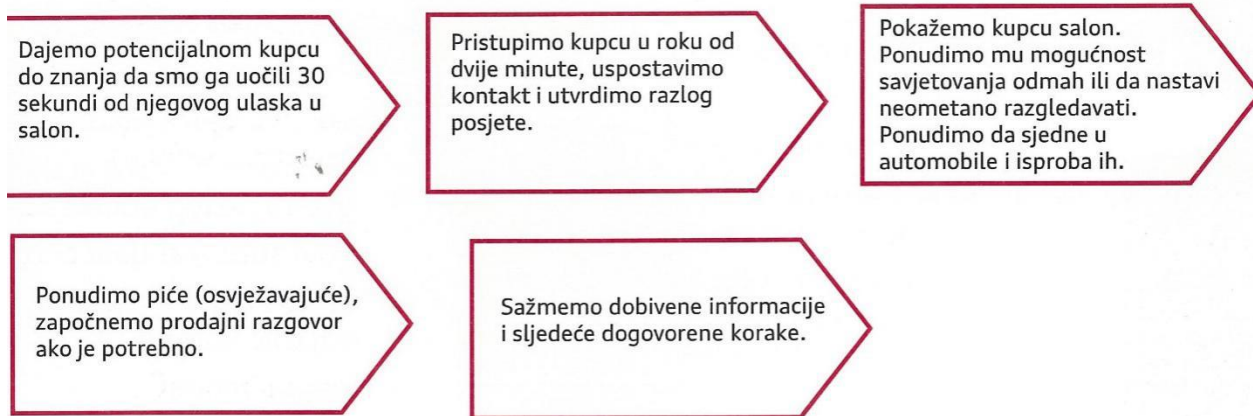 Dajemo potencijalnom kupcu
do znanja da smo ga uočili 30
sekundi od njegovog ulaska u
salon.
Pristupimo kupcu u roku od
dvije minute, uspostavimo
kontakt i utvrdimo razlog
posjete.
Pokažemo kupcu salon.
Ponudimo mu mogućnost
savjetovanja odmah ili da nastavi
neometano razgledavati.
Ponudimo da sjedne u
automobile i isproba ih.
Ponudimo piće (osvježavajuće),
započnemo prodajni razgovor
ako je potrebno.
Sažmemo dobivene informacije
i sljedeće dogovorene korake.